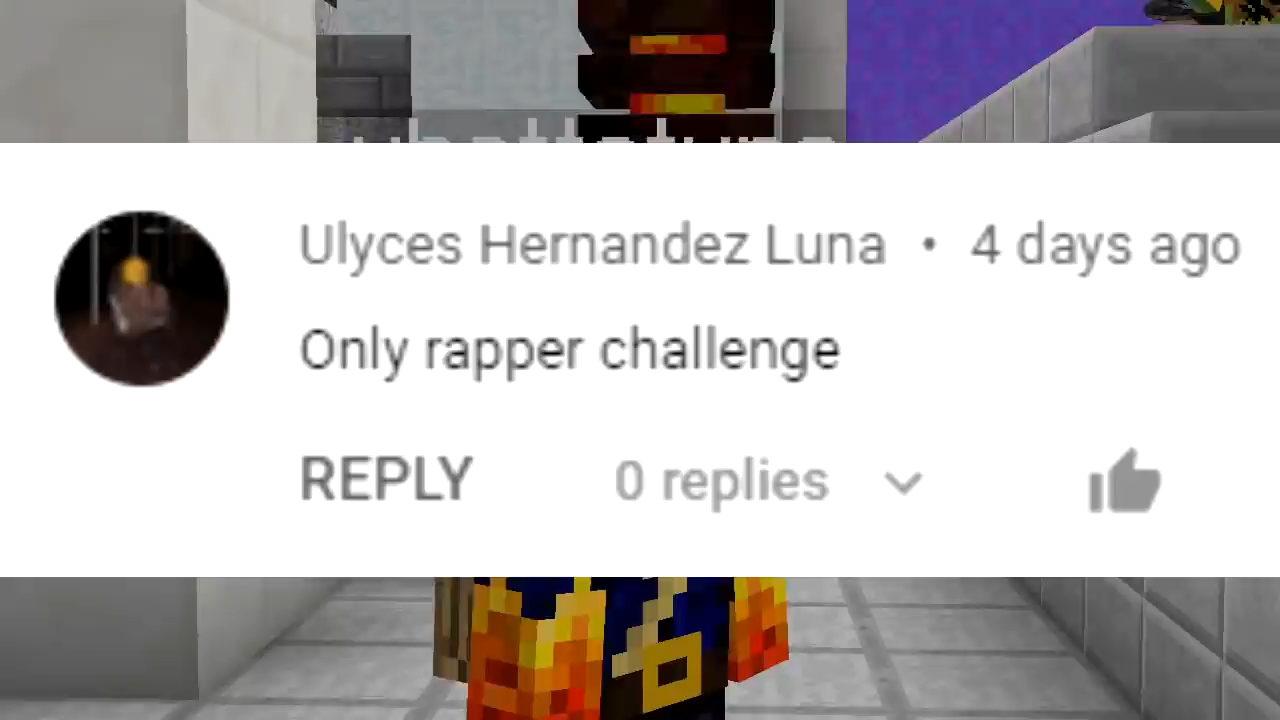 Ulyces Hernandez Luna • 4 days ago
Only rapper challenge
REPLY 0 replies